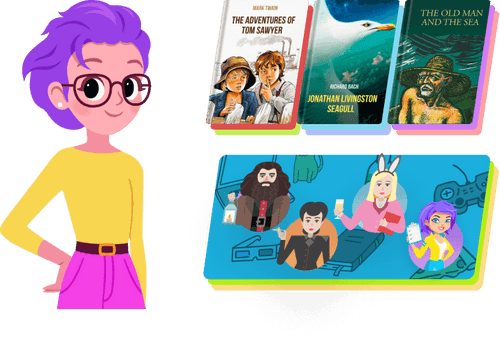 MARK TWAIN
THE ADVENTURES OF
TOM SAWYER
RICHARD BACH
JONATHAN LIVINGSTON
SEAGULL
THE OLD MAN
AND THE SEA